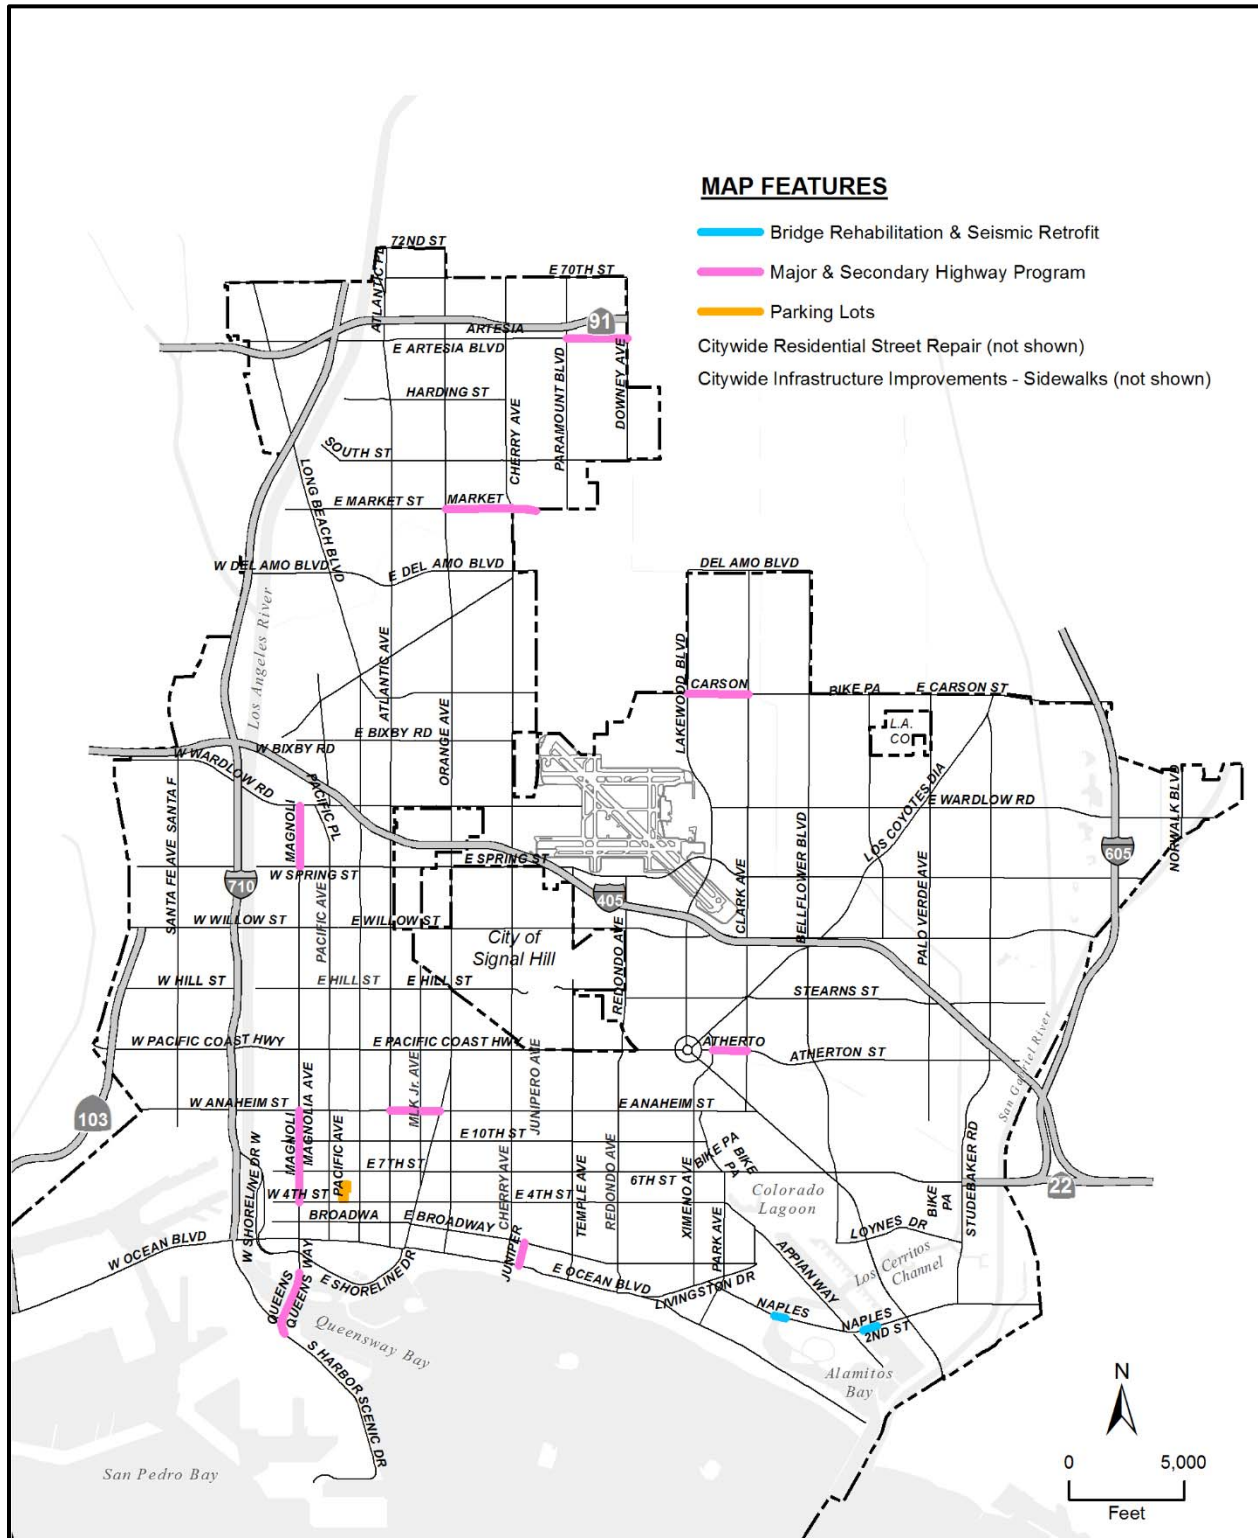 MAP FEATURES
Bridge Rehabilitation & Seismic Retrofit
Major & Secondary Highway Program
Parking Lots
Citywide Residential Street Repair (not shown)
Citywide Infrastructure Improvements - Sidewalks (not shown)
72ND ST
E 70TH ST
ATLANTIC PL
91
ARTESIA
E ARTESIA BLVD
HARDING ST
CHERRY AVE
PARAMOUNT BLVD
DOWNEY AVE
SOUTH ST
LONG BEACH BLVD
E MARKET ST
MARKET
W DEL AMO BLVD
E DEL AMO BLVD
DEL AMO BLVD
Los Angeles River
ATLANTIC AVE
ORANGE AVE
LAKEWOOD BLVD
CARSON
BIKE PA
E CARSON ST
L.A.
CO
E BIXBY RD
W BIXBY RD
W WARDLOW RD
PACIFIC PL
SANTA FE AVE
SANTA F
MAGNOLI
LOS COYOTES DIA
E WARDLOW RD
NORWALK BLVD
BELLFLOWER BLVD
605
E SPRING ST
W SPRING ST
710
405
PACIFIC AVE
CLARK AVE
PALO VERDE AVE
W WILLOW ST
E WILLOW ST
City of
Signal Hill
REDONDO AVE
W HILL ST
E HILL ST
E HILL ST
STEARNS ST
W PACIFIC COAST HWY
E PACIFIC COAST HWY
ATHERTO
ATHERTON ST
San Gabriel River
MLK Jr. AVE
JUNIPERO AVE
103
W ANAHEIM ST
E ANAHEIM ST
MAGNOLI
MAGNOLIA AVE
PACIFIC AVE
E 10TH ST
BIKE PA
BIKE
PA
E 7TH ST
6TH ST
W SHORELINE DR W
W 4TH ST
E 4TH ST
CHERRY AVE
TEMPLE AVE
REDONDO AVE
XIMENO AVE
PARK AVE
Colorado
Lagoon
BIKE
PA
STUDEBAKER RD
22
BROADWA
E BROADWAY
LOYNES DR
W OCEAN BLVD
JUNIPER
E OCEAN BLVD
APPIAN WAY
Los Cerritos
Channel
E SHORELINE DR
LIVINGSTON DR
QUEENS
QUEENS WAY
NAPLES
NAPLES
2ND ST
Queensway Bay
S HARBOR SCENIC DR
Alamitos
Bay
San Pedro Bay
N
0 5,000
Feet